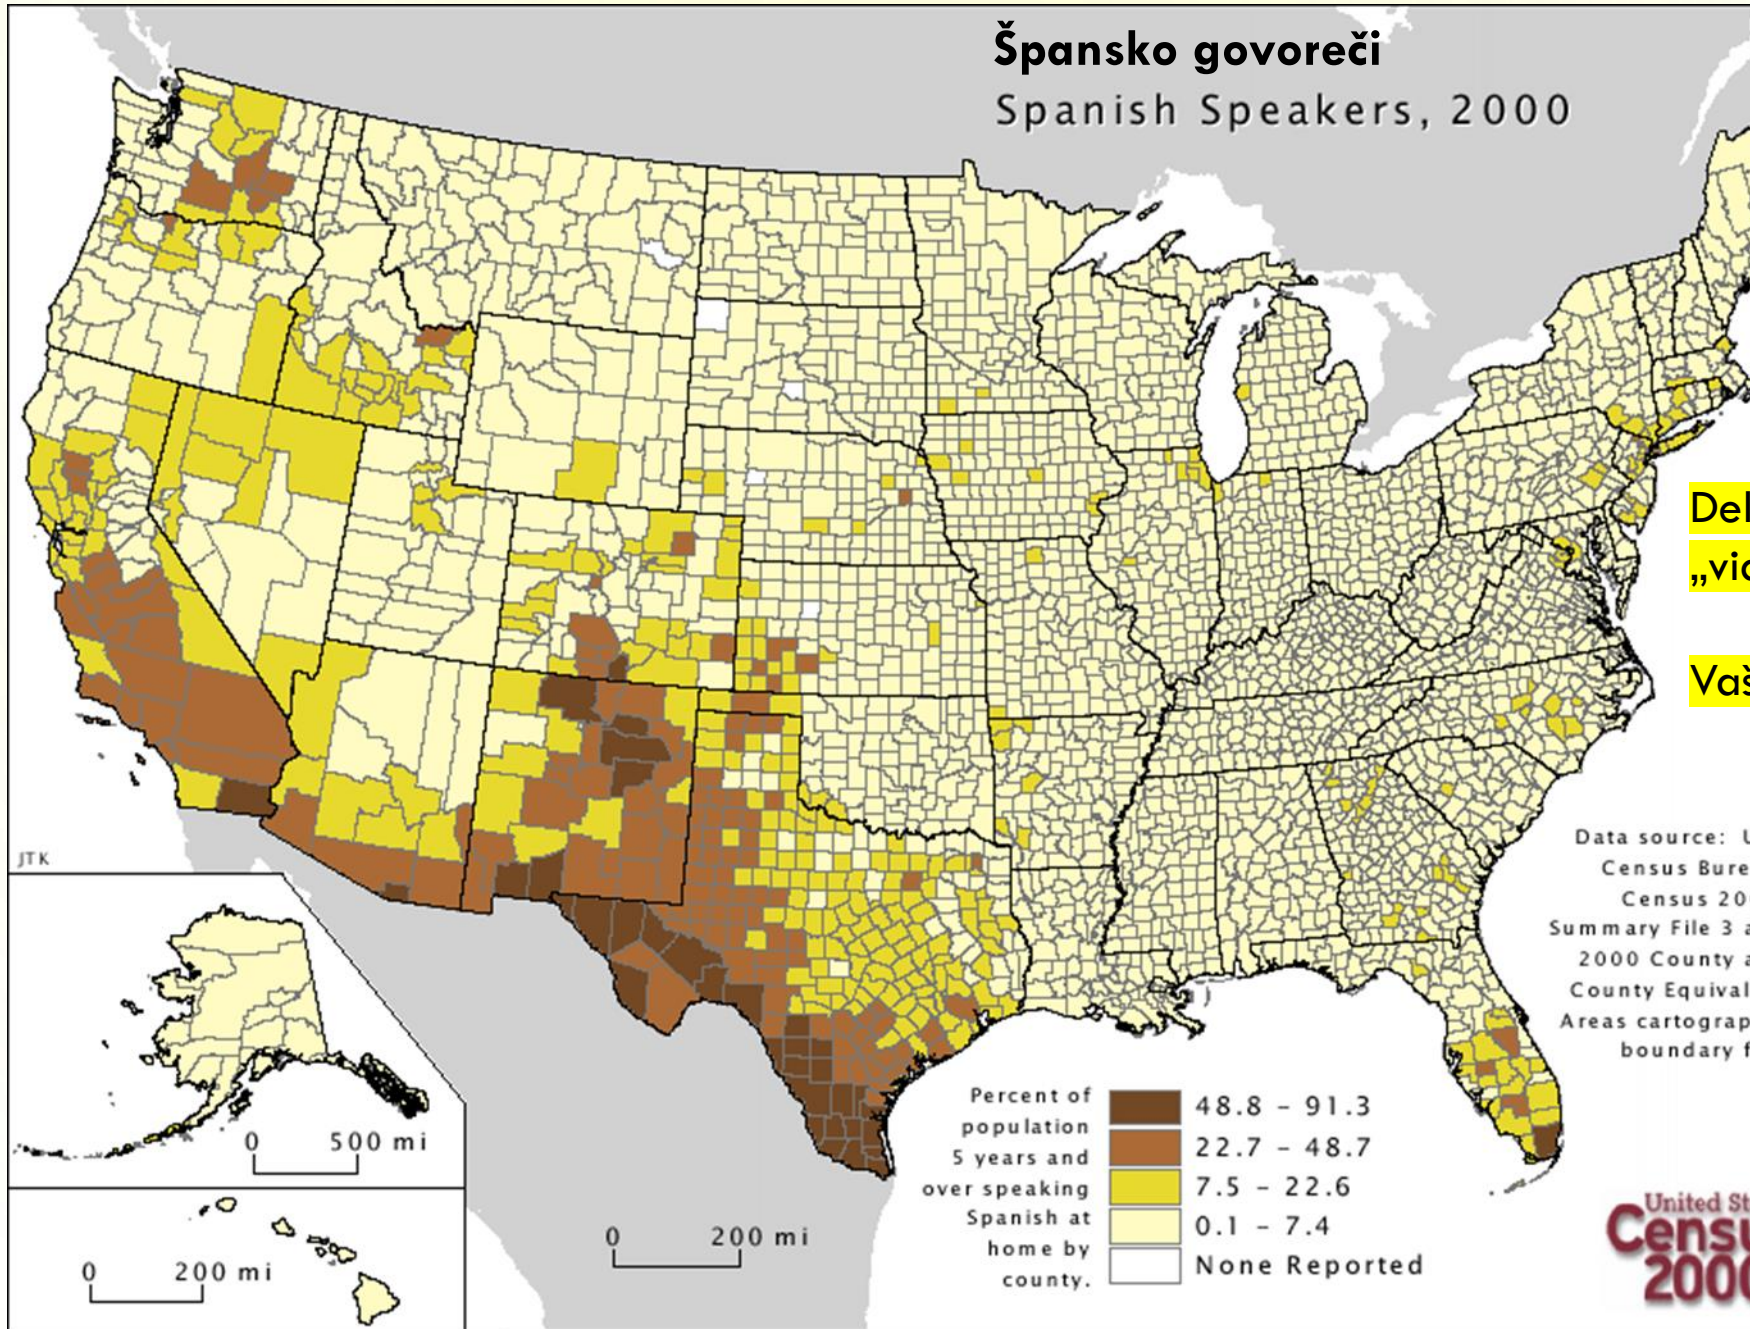 Špansko govoreči
Spanish Speakers, 2000
JTK
0 500 mi
0 200 mi
0 200 mi
Percent of
population
5 years and
over speaking
Spanish at
home by
county.
48.8 – 91.3
22.7 – 48.7
7.5 – 22.6
0.1 – 7.4
None Reported
Data source:
Census
Census
Summary File 3
2000 County
County
Areas
boundary
United
2000